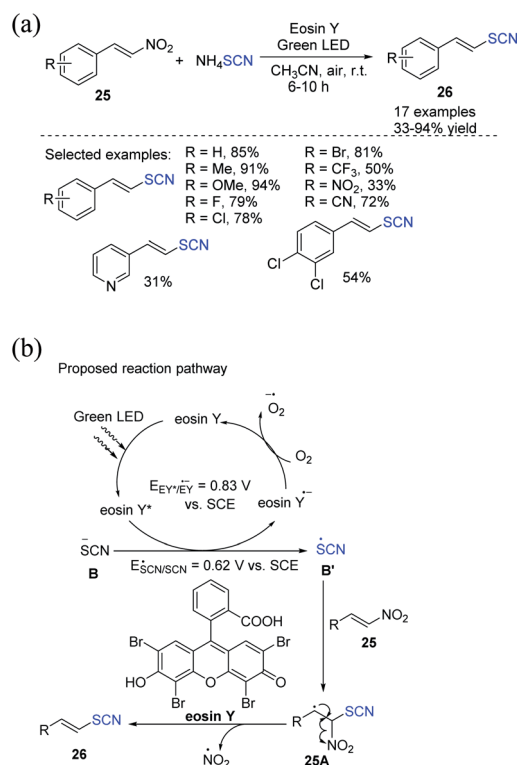 (a)
R
NO2
25
+
NH4SCN
Eosin Y
Green LED
CH3CN, air, r.t.
6-10 h
R
SCN
26
17 examples
33-94% yield
Selected examples:
R
SCN
R = H, 85%
R = Me, 91%
R = OMe, 94%
R = F, 79%
R = Cl, 78%
R = Br, 81%
R = CF3, 50%
R = NO2, 33%
R = CN, 72%
N
SCN
31%
Cl
Cl
SCN
54%
(b)
Proposed reaction pathway
Green LED
eosin Y
O2•−
O2
EEY*/EY•− = 0.83 V
vs. SCE
eosin Y*
eosin Y•−
−SCN
B
E•SCN/SCN = 0.62 V vs. SCE
•SCN
B'
COOH
Br
Br
HO
O
O
Br
Br
eosin Y
R
NO2
25
R
SCN
NO2
25A
•NO2
R
SCN
26